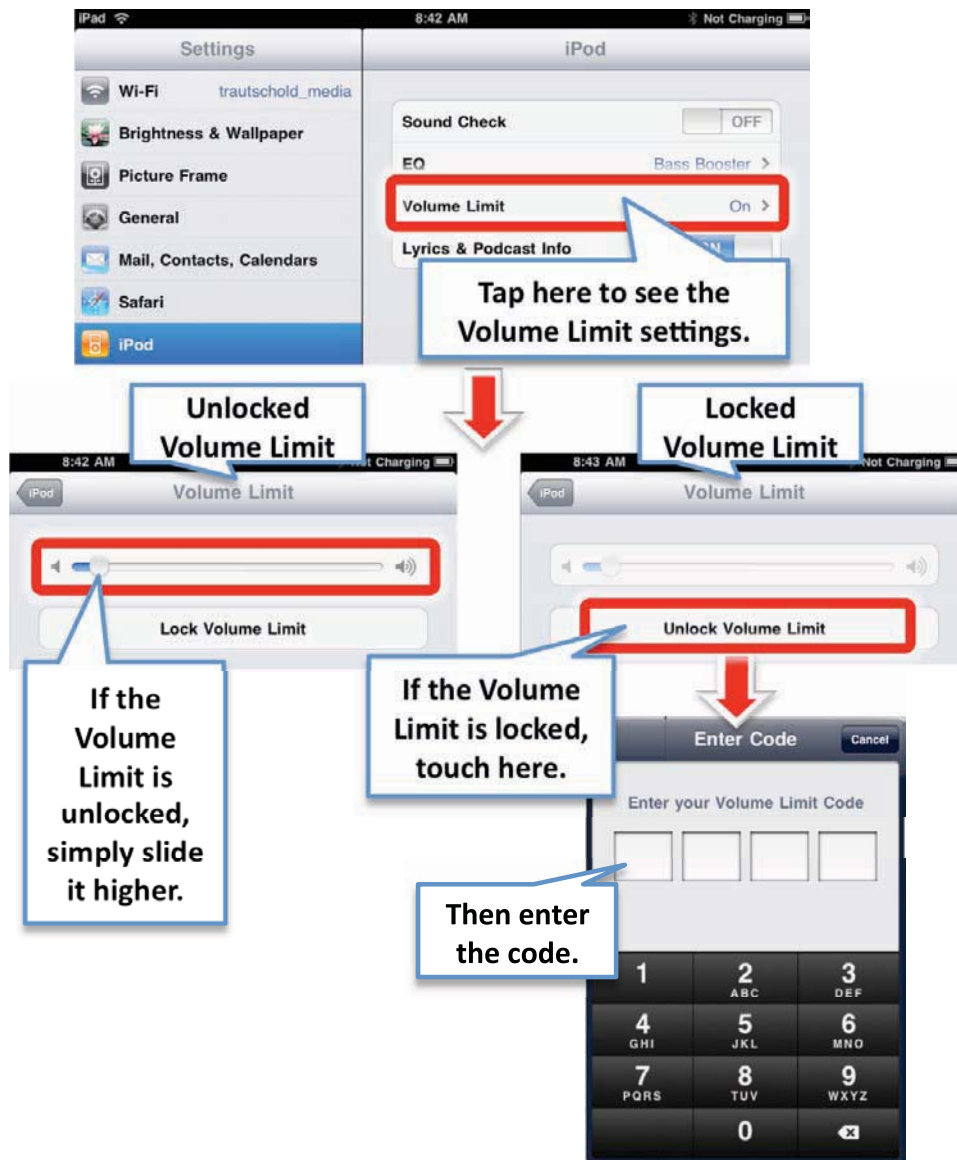 iPad 8:42 AM Not Charging
Settings
iPod
Wi-Fi trautschold_media
Brightness & Wallpaper
Picture Frame
General
Mail, Contacts, Calendars
Safari
iPod
Sound Check OFF
EQ Bass Booster
Volume Limit On
Lyrics & Podcast Info
Tap here to see the
Volume Limit settings.
Unlocked
Volume Limit
8:42 AM Charging
iPod Volume Limit
Lock Volume Limit
If the
Volume
Limit is
unlocked,
simply slide
it higher.
Locked
Volume Limit
8:43 AM Not Charging
iPod Volume Limit
Unlock Volume Limit
If the Volume
Limit is locked,
touch here.
Enter Code Cancel
Enter your Volume Limit Code
Then enter
the code.
1 2 3
ABC DEF
4 5 6
GHI JKL MNO
7 8 9
PQRS TUV WXYZ
0